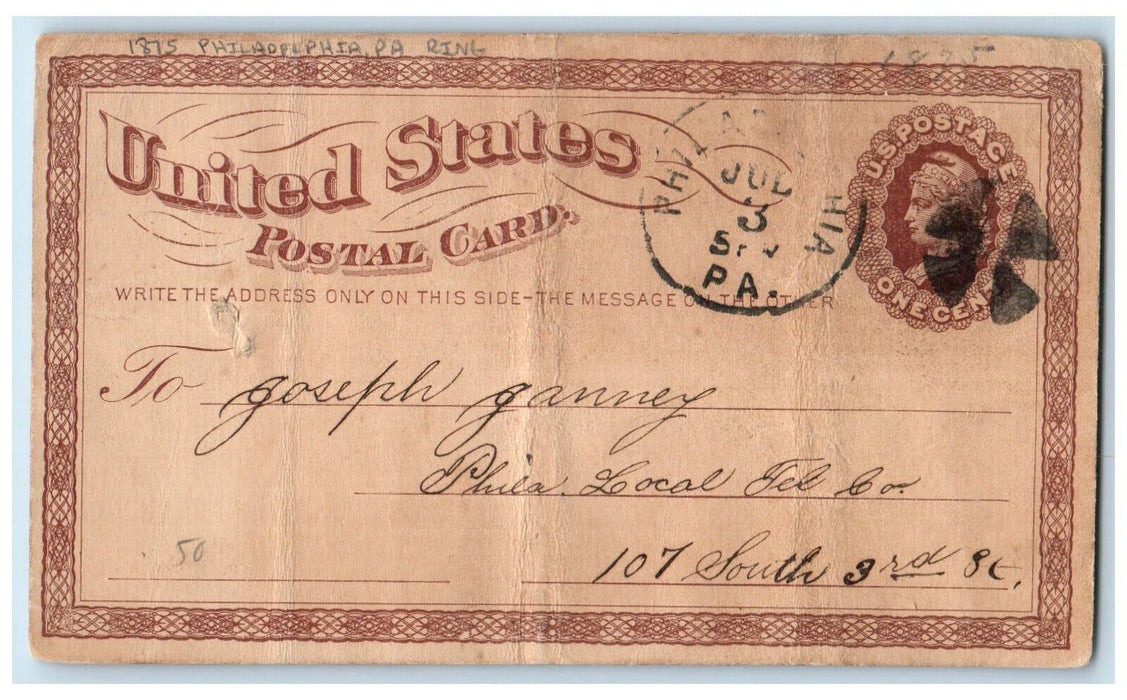 1875 PHILADELPHIA, PA RING
1875
United States
POSTAL CARD.
WRITE THE ADDRESS ONLY ON THIS SIDE-THE MESSAGE ON THE OTHER
PHILADELPHIA
JUL
3
PA.
U.S. POSTAGE
ONE CENT
To Joseph Janney
Phila. Local Tel Co.
107 South 3rd St,
50